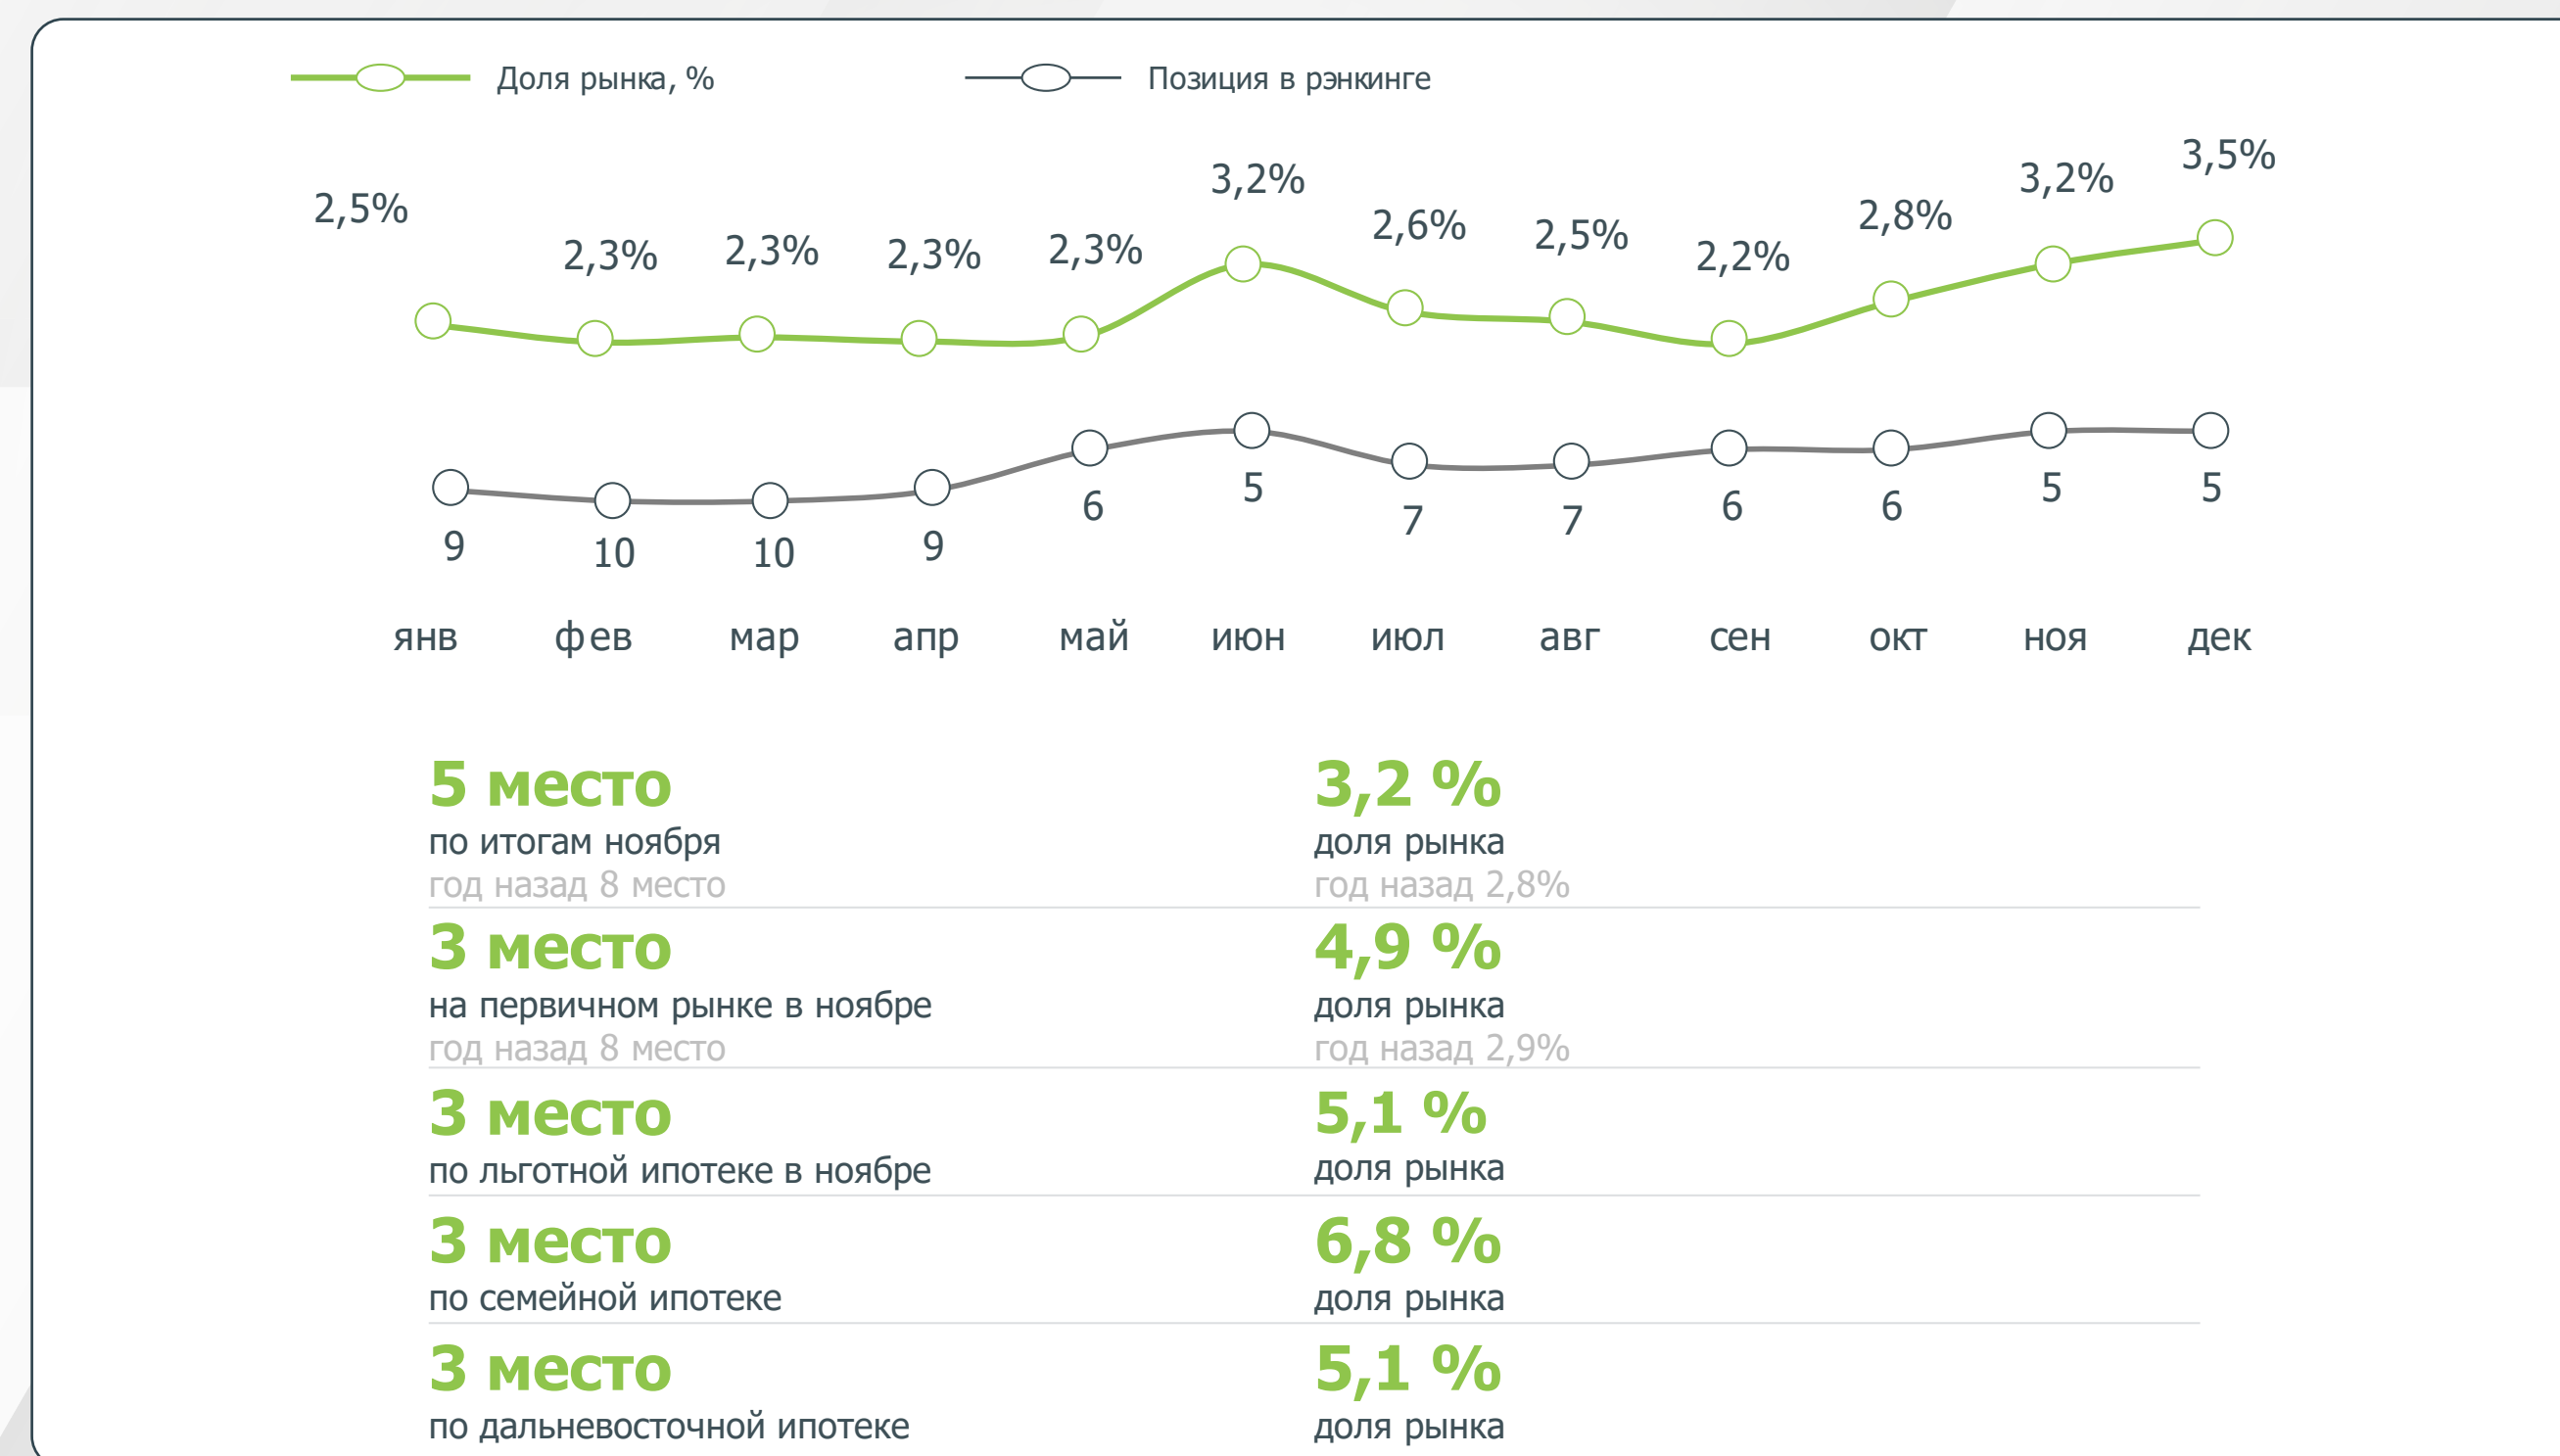 Доля рынка, %
Позиция в рэнкинге
2,5% 2,3% 2,3% 2,3% 2,3% 3,2% 2,6% 2,5% 2,2% 2,8% 3,2% 3,5%
9 10 10 9 6 5 7 7 6 6 5 5
янв фев мар апр май июн июл авг сен окт ноя дек
5 место
по итогам ноября
год назад 8 место
3,2 %
доля рынка
год назад 2,8%
3 место
на первичном рынке в ноябре
год назад 8 место
4,9 %
доля рынка
год назад 2,9%
3 место
по льготной ипотеке в ноябре
5,1 %
доля рынка
3 место
по семейной ипотеке
6,8 %
доля рынка
3 место
по дальневосточной ипотеке
5,1 %
доля рынка